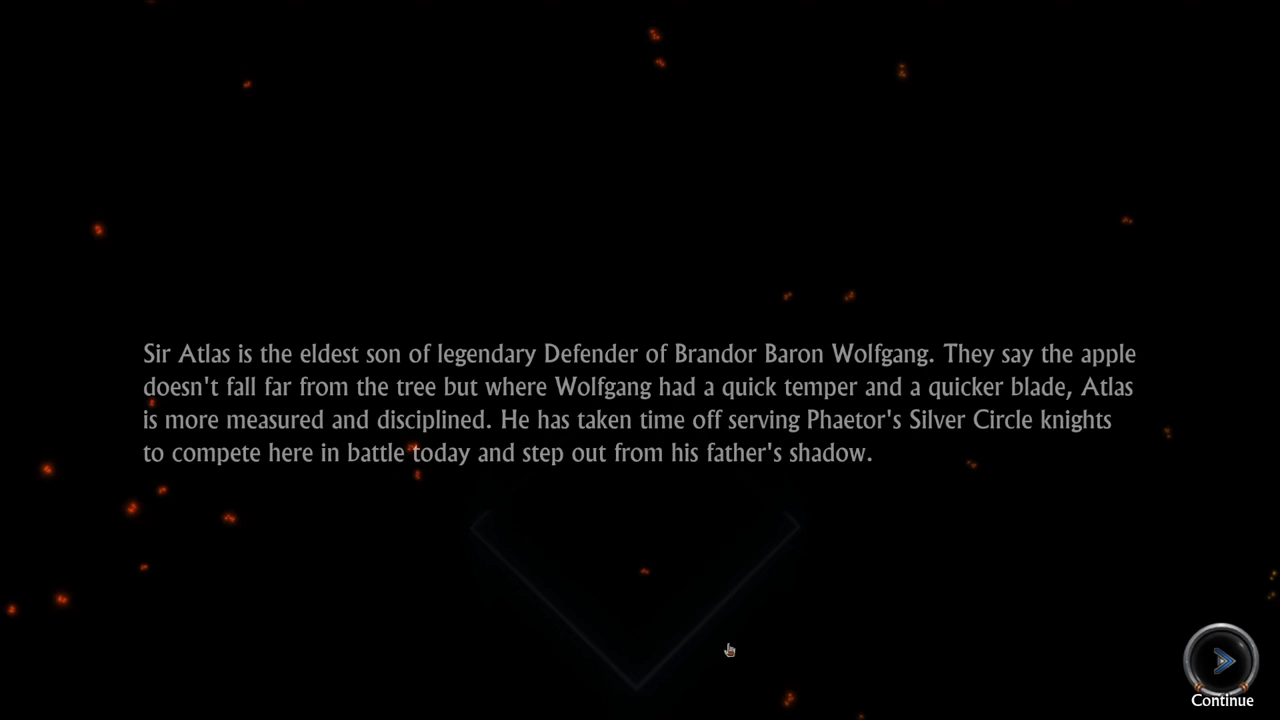 Sir Atlas is the eldest son of legendary Defender of Brandor Baron Wolfgang. They say the apple
doesn't fall far from the tree but where Wolfgang had a quick temper and a quicker blade, Atlas
is more measured and disciplined. He has taken time off serving Phaetor's Silver Circle knights
to compete here in battle today and step out from his father's shadow.
Continue